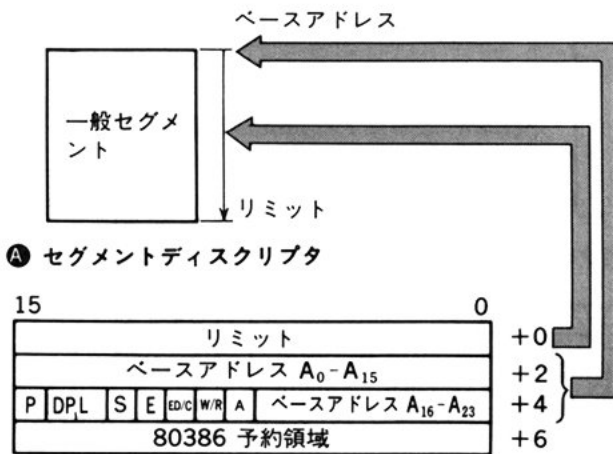 ベースアドレス
一般セグメ
ント
リミット
A セグメントディスクリプタ
15 0
リミット +0
ベースアドレス A₀-A₁₅ +2
P DPL S E ED/C W/R A ベースアドレス A₁₆-A₂₃ +4
80386 予約領域 +6